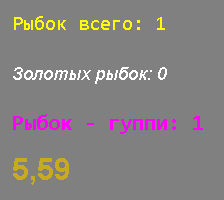 Рыбок всего: 1
Золотых рыбок: 0
Рыбок - гуппи: 1
5,59